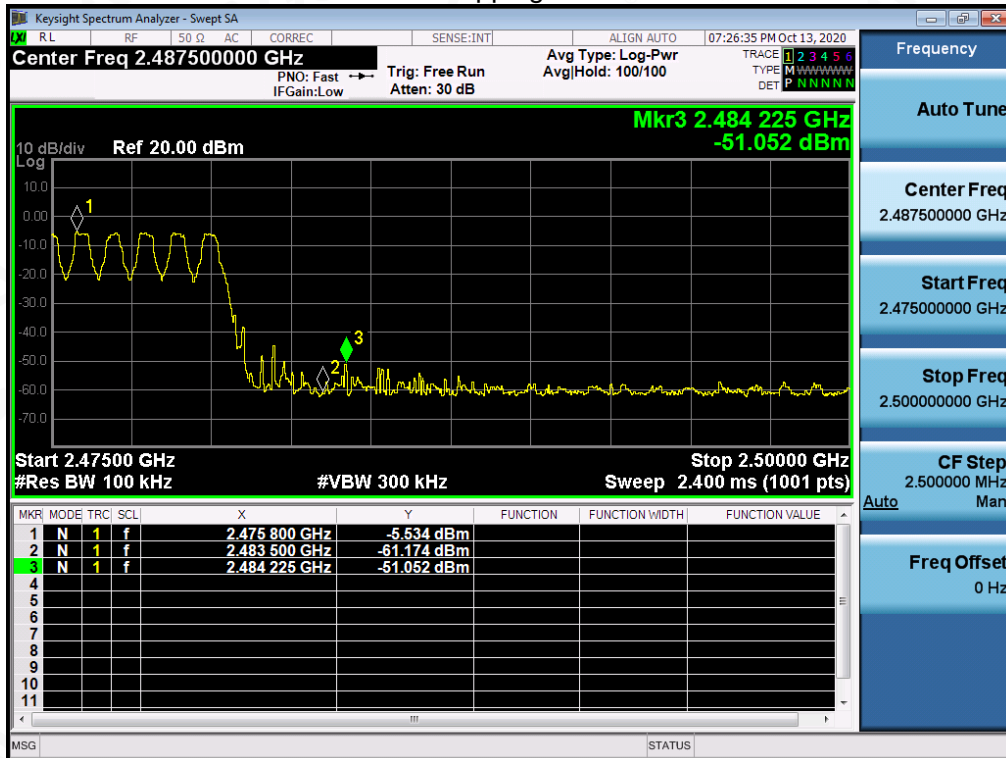 Keysight Spectrum Analyzer - Swept SA
LXI RL RF 50 Ω AC CORREC SENSE:INT ALIGN AUTO 07:26:35 PM Oct 13, 2020
Center Freq 2.487500000 GHz
PNO: Fast
IFGain:Low
Trig: Free Run
Atten: 30 dB
Avg Type: Log-Pwr
Avg|Hold: 100/100
TRACE 1 2 3 4 5 6
TYPE M WWWWW
DET P N N N N N
Mkr3 2.484 225 GHz
-51.052 dBm
10 dB/div Ref 20.00 dBm
Log
10.0
0.00
-10.0
-20.0
-30.0
-40.0
-50.0
-60.0
-70.0
1
2
3
Start 2.47500 GHz Stop 2.50000 GHz
#Res BW 100 kHz #VBW 300 kHz Sweep 2.400 ms (1001 pts)
MKR MODE TRC SCL X Y FUNCTION FUNCTION WIDTH FUNCTION VALUE
1 N 1 f 2.475 800 GHz -5.534 dBm
2 N 1 f 2.483 500 GHz -61.174 dBm
3 N 1 f 2.484 225 GHz -51.052 dBm
4
5
6
7
8
9
10
11
MSG STATUS
Frequency
Auto Tune
Center Freq
2.487500000 GHz
Start Freq
2.475000000 GHz
Stop Freq
2.500000000 GHz
CF Step
2.500000 MHz
Auto Man
Freq Offset
0 Hz